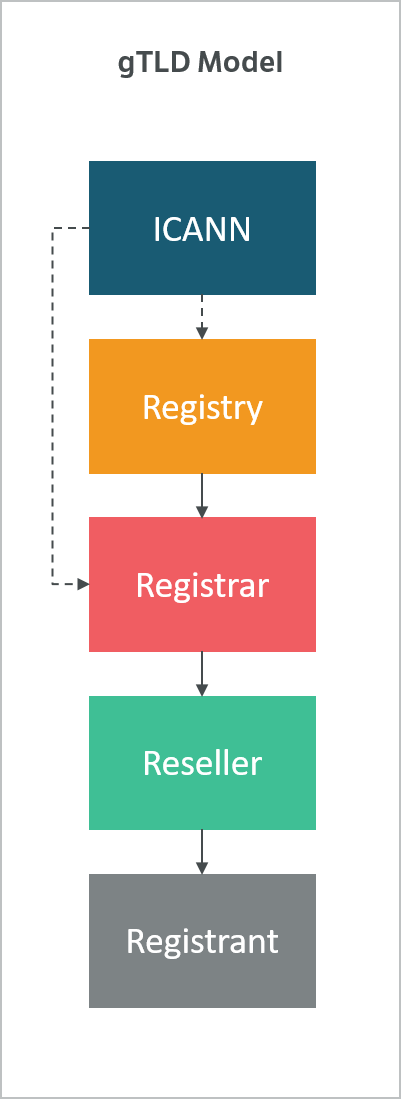 gTLD Model
ICANN
Registry
Registrar
Reseller
Registrant